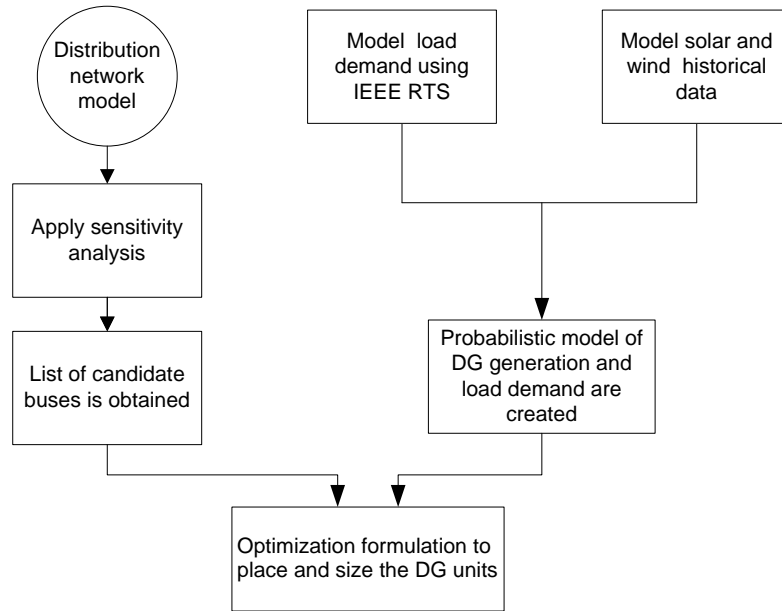 Distribution
network
model
Model load
demand using
IEEE RTS
Model solar and
wind historical
data
Apply sensitivity
analysis
List of candidate
buses is obtained
Probabilistic model of
DG generation and
load demand are
created
Optimization formulation to
place and size the DG units